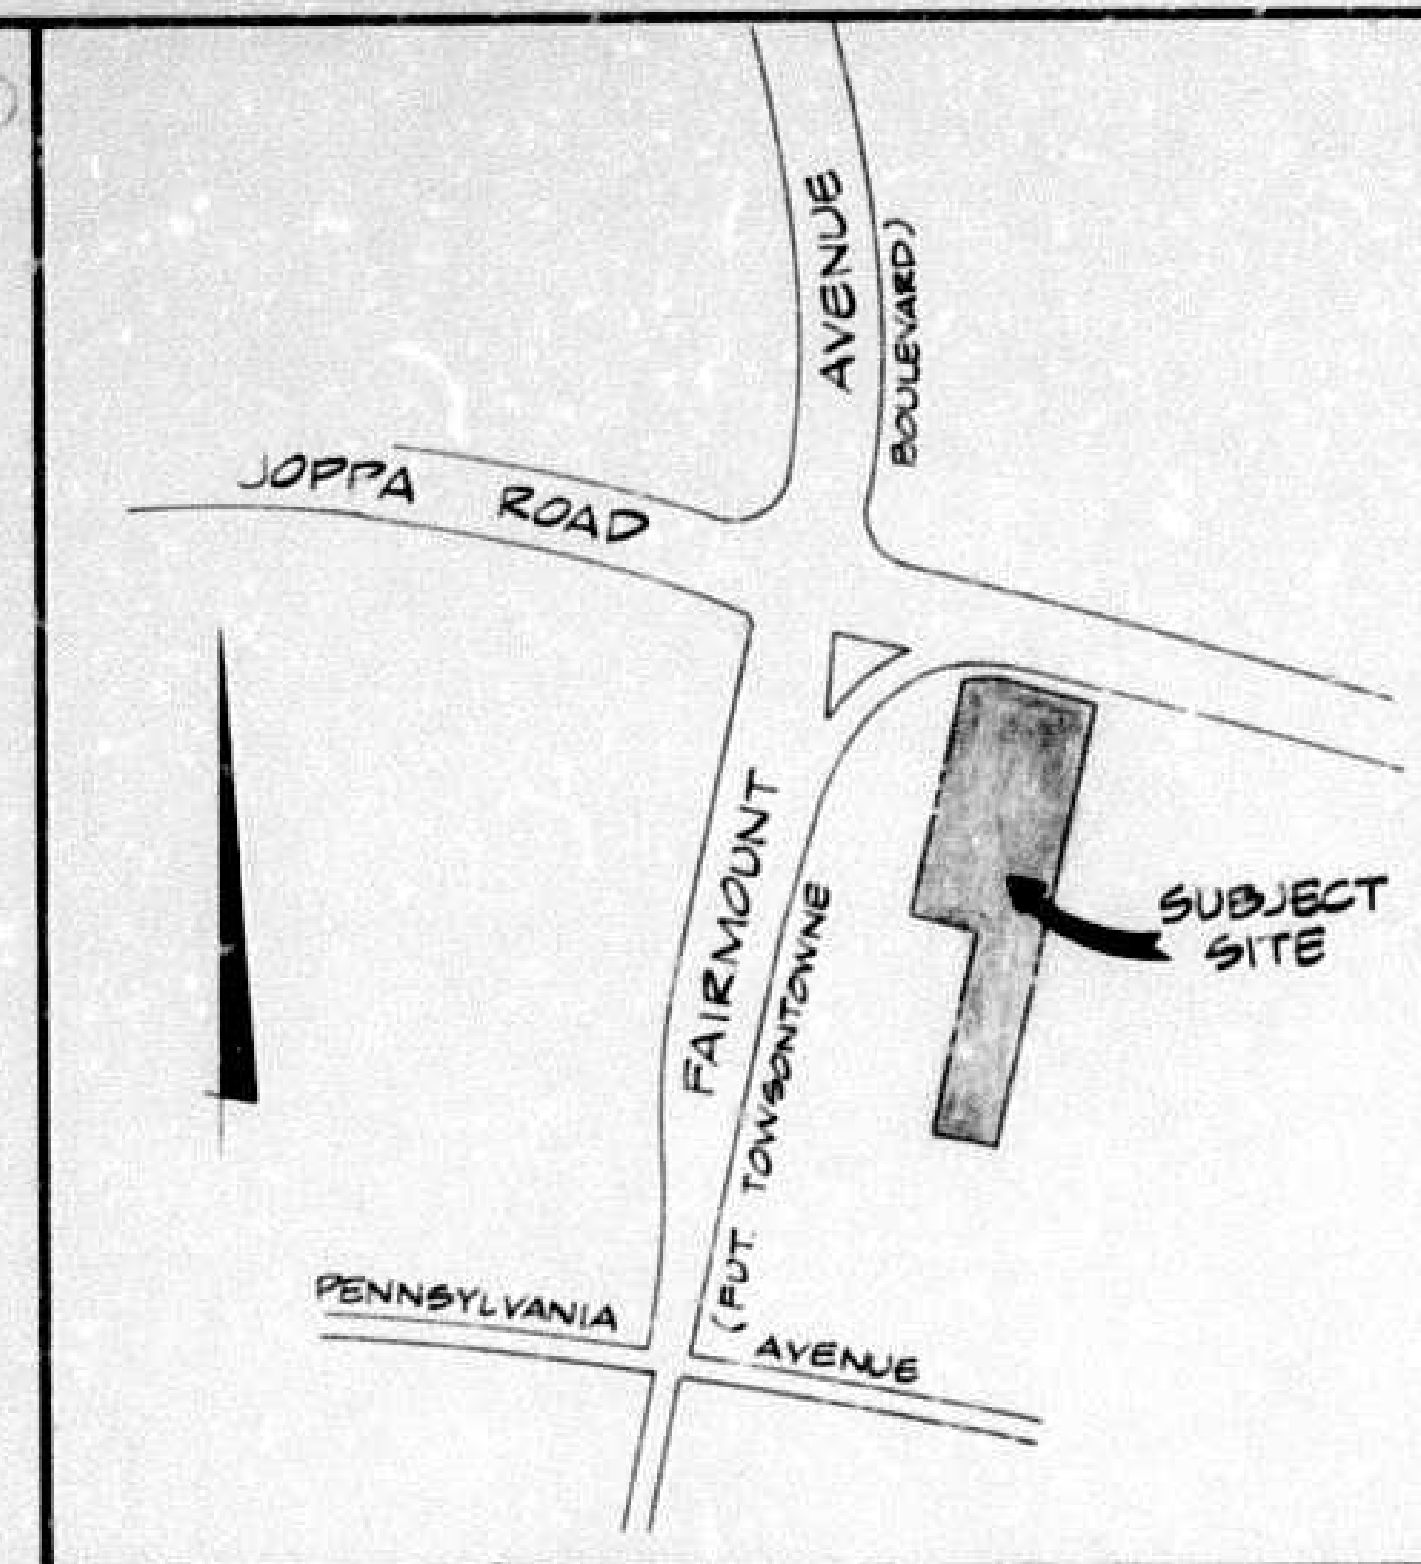 AVENUE
BOULEVARD)
JOPPA ROAD
FAIRMOUNT
(FUT TOWSONTOWNE
SUBJECT
SITE
PENNSYLVANIA
AVENUE